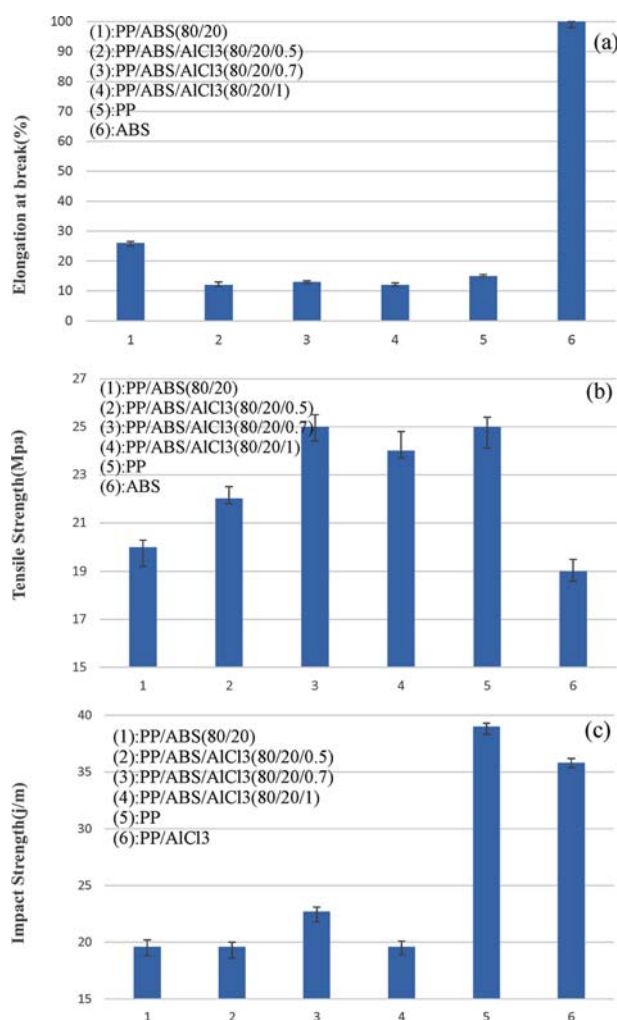 100
90
80
70
60
50
40
30
20
10
0
Elongation at break(%)
(1):PP/ABS(80/20)
(2):PP/ABS/AlCl3(80/20/0.5)
(3):PP/ABS/AlCl3(80/20/0.7)
(4):PP/ABS/AlCl3(80/20/1)
(5):PP
(6):ABS
(a)
1 2 3 4 5 6
27
25
23
21
19
17
15
Tensile Strength(Mpa)
(1):PP/ABS(80/20)
(2):PP/ABS/AlCl3(80/20/0.5)
(3):PP/ABS/AlCl3(80/20/0.7)
(4):PP/ABS/AlCl3(80/20/1)
(5):PP
(6):ABS
(b)
1 2 3 4 5 6
40
35
30
25
20
15
Impact Strength(j/m)
(1):PP/ABS(80/20)
(2):PP/ABS/AlCl3(80/20/0.5)
(3):PP/ABS/AlCl3(80/20/0.7)
(4):PP/ABS/AlCl3(80/20/1)
(5):PP
(6):PP/AlCl3
(c)
1 2 3 4 5 6